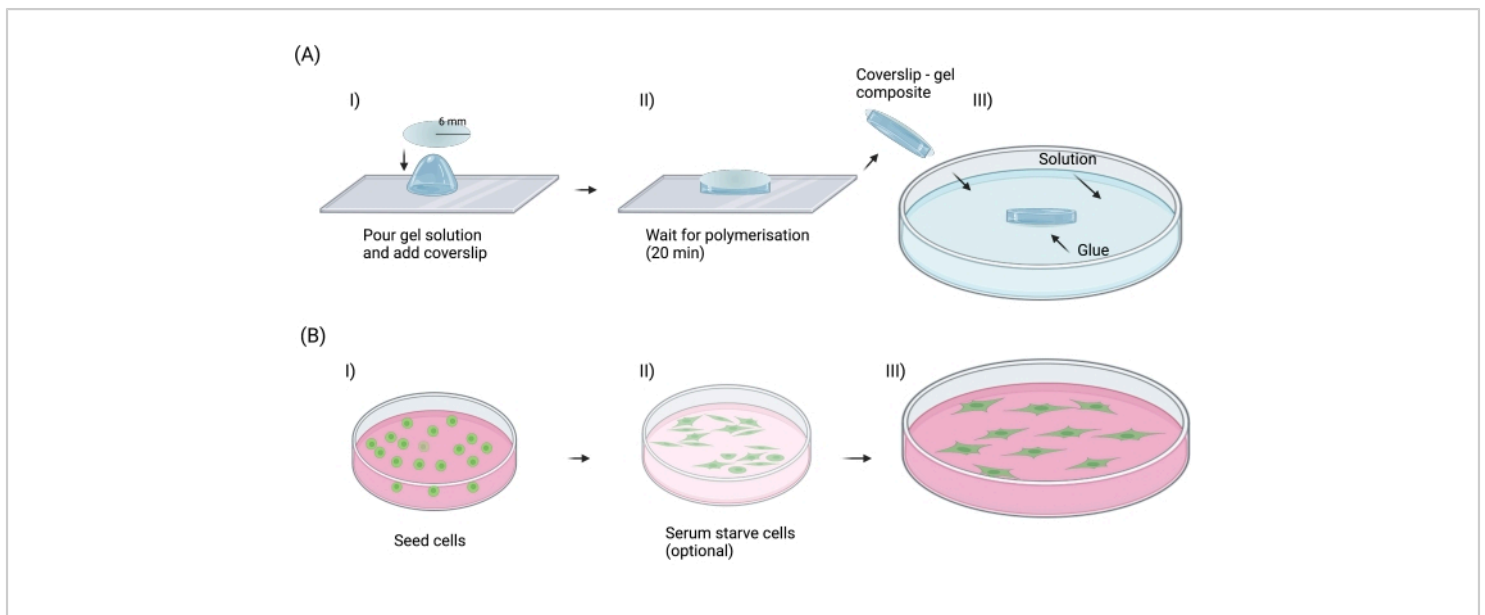 (A)
I)
6 mm
Pour gel solution
and add coverslip
II)
Wait for polymerisation
(20 min)
Coverslip - gel
composite
III)
Solution
Glue
(B)
I)
Seed cells
II)
Serum starve cells
(optional)
III)